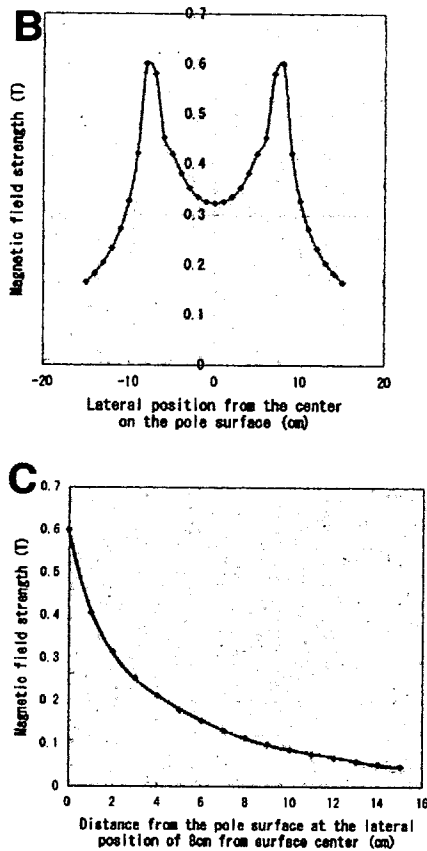 B
Magnetic field strength (T)
0.7
0.6
0.5
0.4
0.3
0.2
0.1
0
-20 -10 0 10 20
Lateral position from the center
on the pole surface (cm)
C
Magnetic field strength (T)
0.7
0.6
0.5
0.4
0.3
0.2
0.1
0
0 2 4 6 8 10 12 14 16
Distance from the pole surface at the lateral
position of 8cm from surface center (cm)